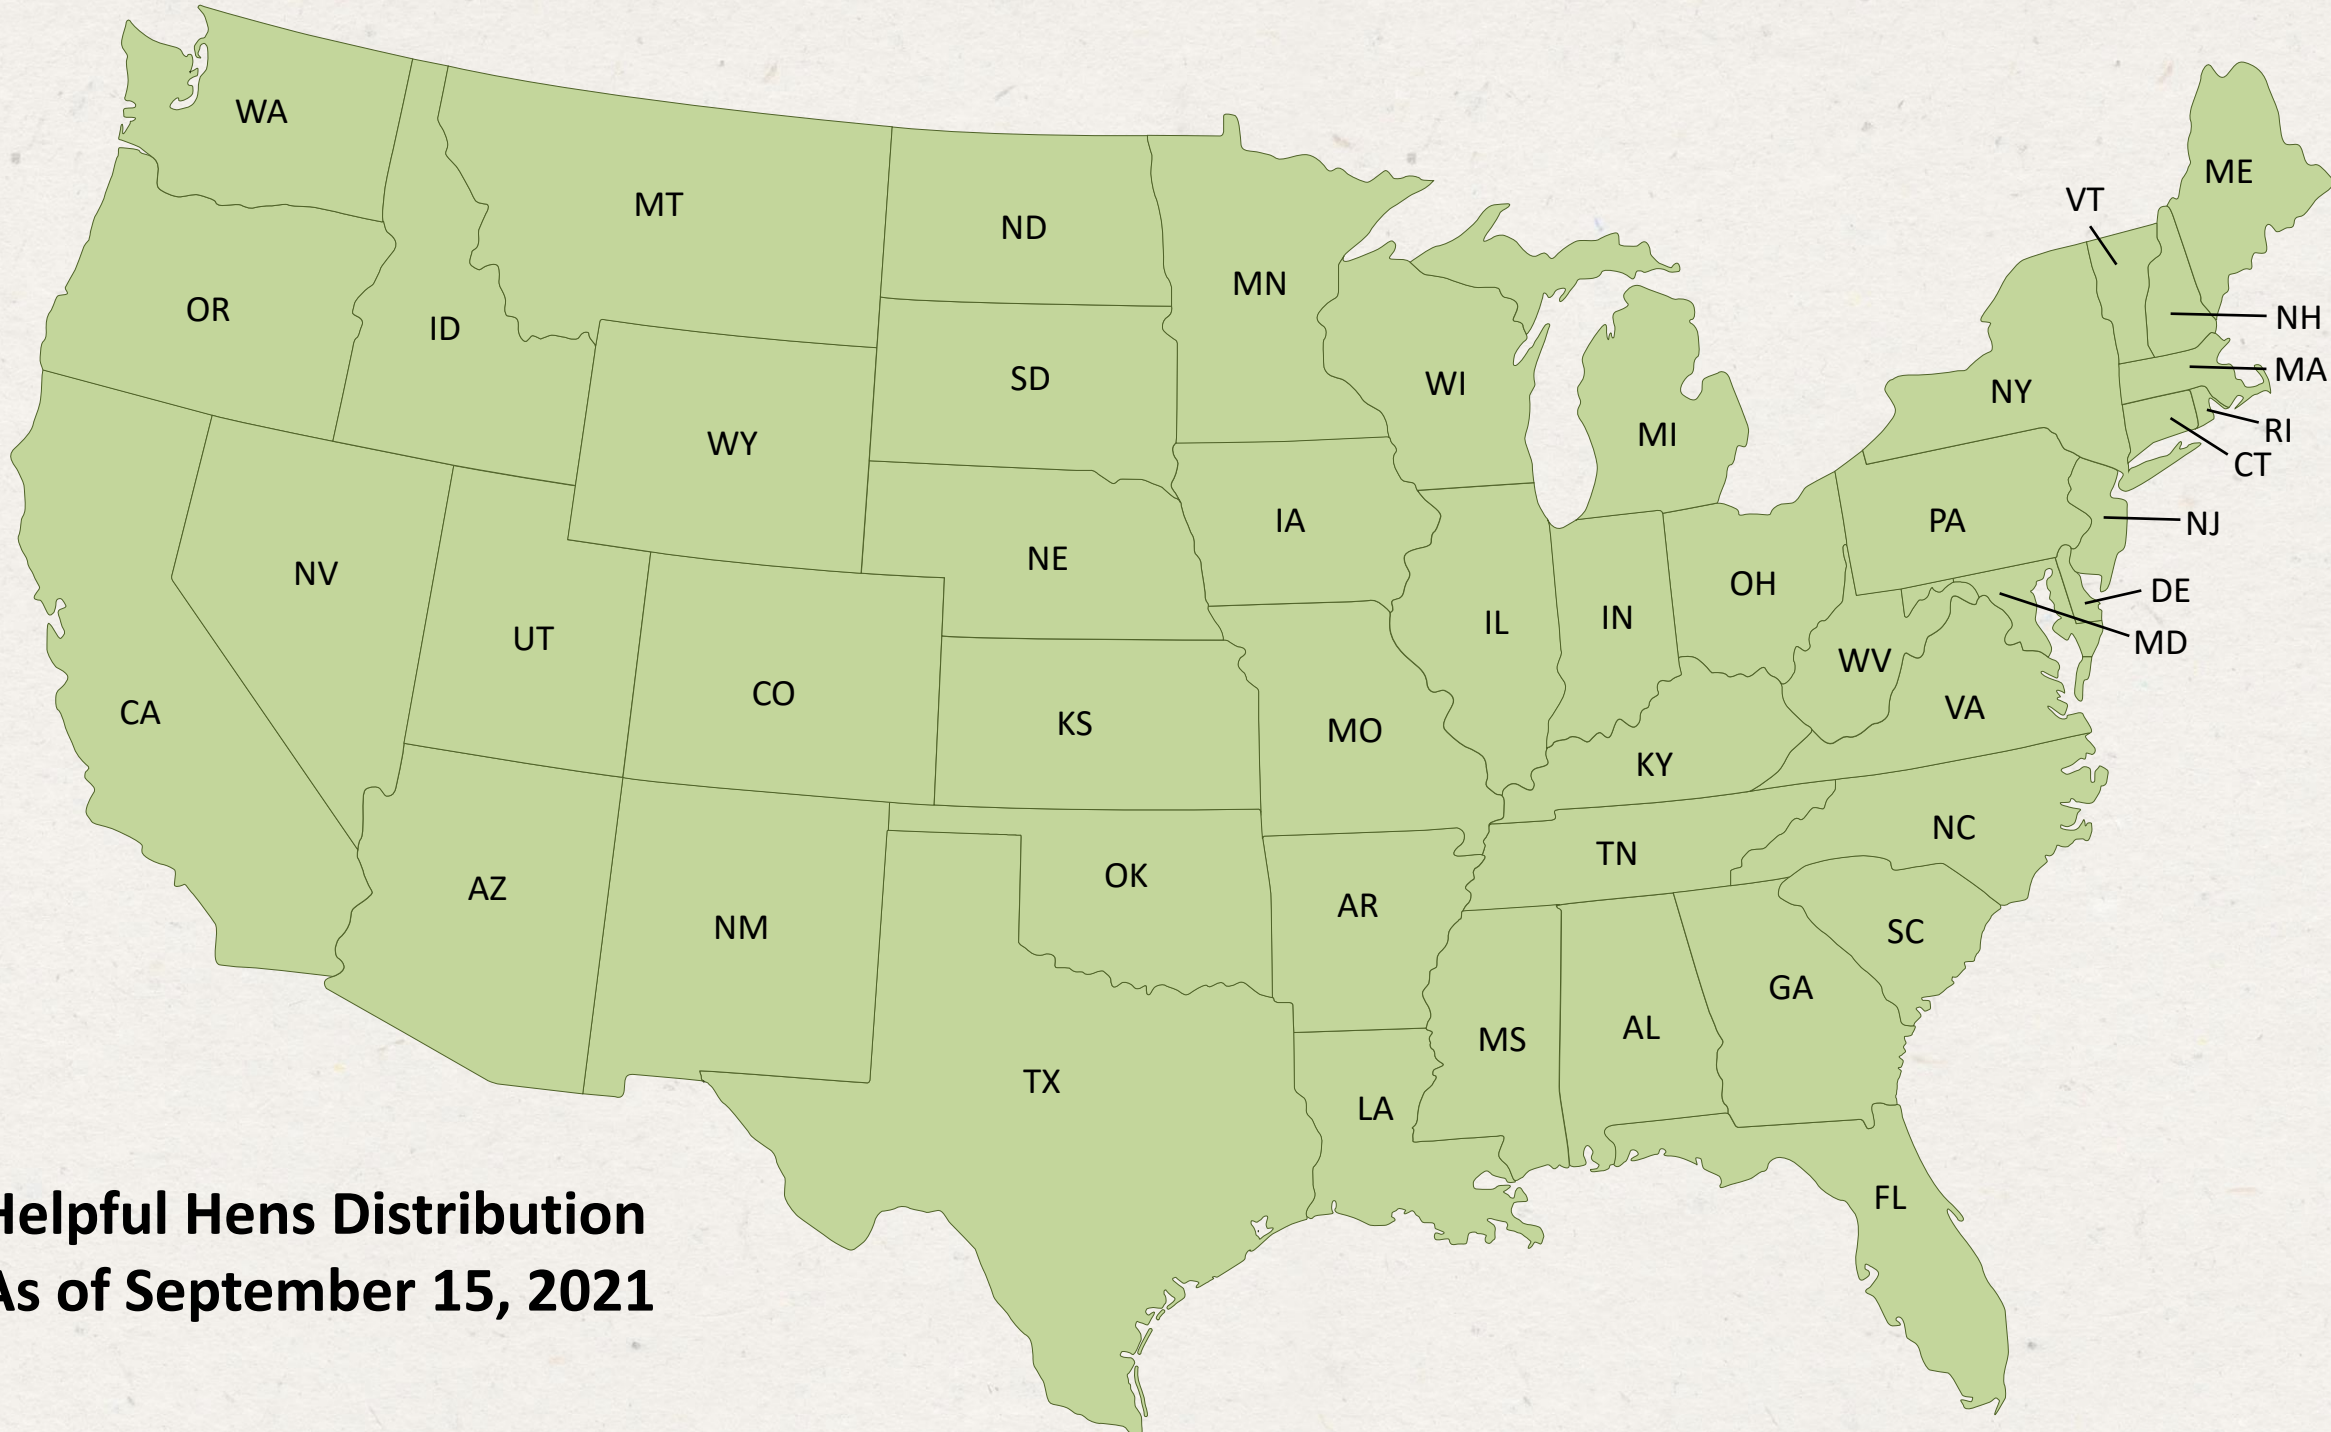 WA
MT
ND
MN
ME
VT
OR
ID
SD
WI
MI
NY
NH
MA
RI
CT
WY
IA
PA
NJ
NV
NE
IL
IN
OH
DE
MD
UT
CO
KS
MO
WV
VA
CA
KY
AZ
NM
OK
AR
TN
NC
SC
GA
MS
AL
TX
LA
FL
Helpful Hens Distribution
As of September 15, 2021